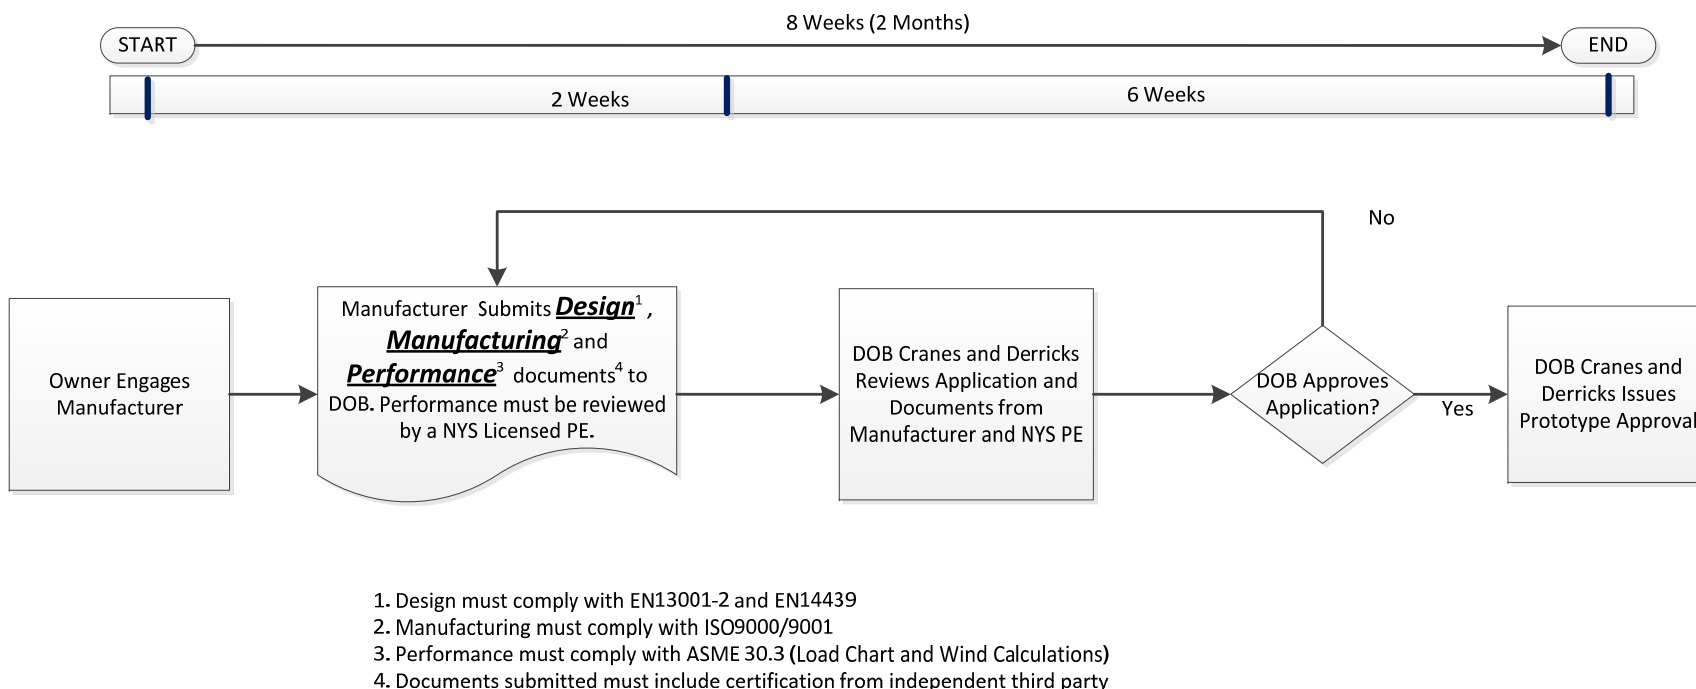 8 Weeks (2 Months)
START
END
2 Weeks
6 Weeks
No
Owner Engages
Manufacturer
Manufacturer Submits Design1 ,
Manufacturing2 and
Performance3 documents4 to
DOB. Performance must be reviewed
by a NYS Licensed PE.
DOB Cranes and Derricks
Reviews Application and
Documents from
Manufacturer and NYS PE
DOB Approves
Application?
Yes
DOB Cranes and
Derricks Issues
Prototype Approval
1. Design must comply with EN13001-2 and EN14439
2. Manufacturing must comply with ISO9000/9001
3. Performance must comply with ASME 30.3 (Load Chart and Wind Calculations)
4. Documents submitted must include certification from independent third party